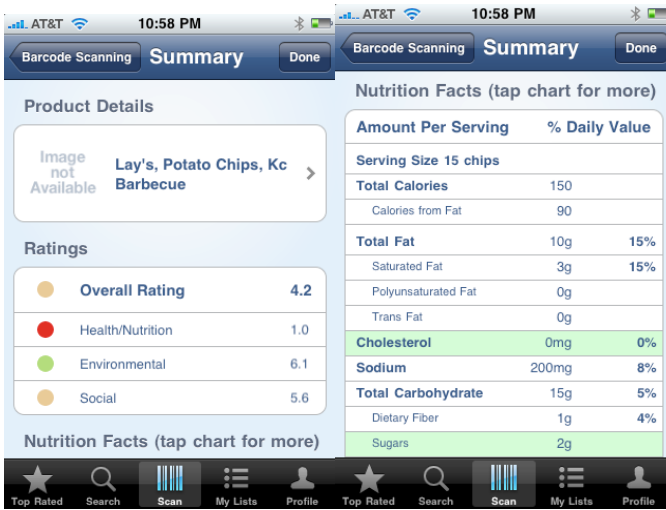 AT&T 10:58 PM
Barcode Scanning Summary Done
Product Details
Image
not
Available
Lay's, Potato Chips, Kc
Barbecue
Ratings
Overall Rating 4.2
Health/Nutrition 1.0
Environmental 6.1
Social 5.6
Nutrition Facts (tap chart for more)
Top Rated Search Scan My Lists Profile
AT&T 10:58 PM
Barcode Scanning Summary Done
Nutrition Facts (tap chart for more)
Amount Per Serving % Daily Value
Serving Size 15 chips
Total Calories 150
Calories from Fat 90
Total Fat 10g 15%
Saturated Fat 3g 15%
Polyunsaturated Fat 0g
Trans Fat 0g
Cholesterol 0mg 0%
Sodium 200mg 8%
Total Carbohydrate 15g 5%
Dietary Fiber 1g 4%
Sugars 2g
Top Rated Search Scan My Lists Profile